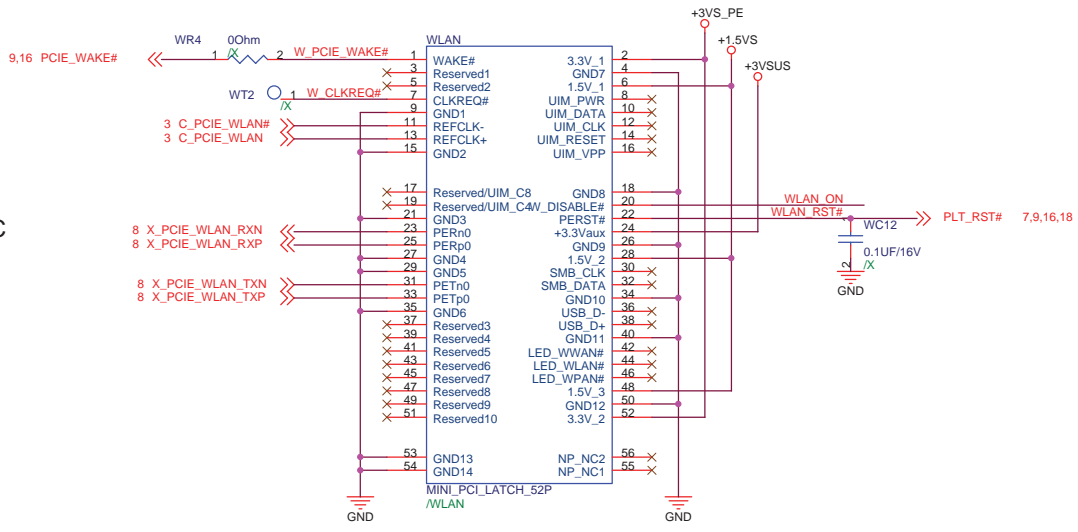 +3VS_PE
+1.5VS
+3VSUS
WR4 0Ohm
/X
9,16 PCIE_WAKE# 1 2 W_PCIE_WAKE#
WT2 1 W_CLKREQ#
/X
3 C_PCIE_WLAN#
3 C_PCIE_WLAN
C
8 X_PCIE_WLAN_RXN
8 X_PCIE_WLAN_RXP
8 X_PCIE_WLAN_TXN
8 X_PCIE_WLAN_TXP
WLAN
1 WAKE# 3.3V_1 2
3 Reserved1 GND7 4
5 Reserved2 1.5V_1 6
7 CLKREQ# UIM_PWR 8
9 GND1 UIM_DATA 10
11 REFCLK- UIM_CLK 12
13 REFCLK+ UIM_RESET 14
15 GND2 UIM_VPP 16
17 Reserved/UIM_C8 GND8 18
19 Reserved/UIM_C4 W_DISABLE# 20
21 GND3 PERST# 22
23 PERn0 +3.3Vaux 24
25 PERp0 GND9 26
27 GND4 1.5V_2 28
29 GND5 SMB_CLK 30
31 PETn0 SMB_DATA 32
33 PETp0 GND10 34
35 GND6 USB_D- 36
37 Reserved3 USB_D+ 38
39 Reserved4 GND11 40
41 Reserved5 LED_WWAN# 42
43 Reserved6 LED_WLAN# 44
45 Reserved7 LED_WPAN# 46
47 Reserved8 1.5V_3 48
49 Reserved9 GND12 50
51 Reserved10 3.3V_2 52
53 GND13 NP_NC2 56
54 GND14 NP_NC1 55
MINI_PCI_LATCH_52P
/WLAN
GND
GND
WLAN_ON
WLAN_RST# PLT_RST# 7,9,16,18
1
WC12
0.1UF/16V
2 /X
GND